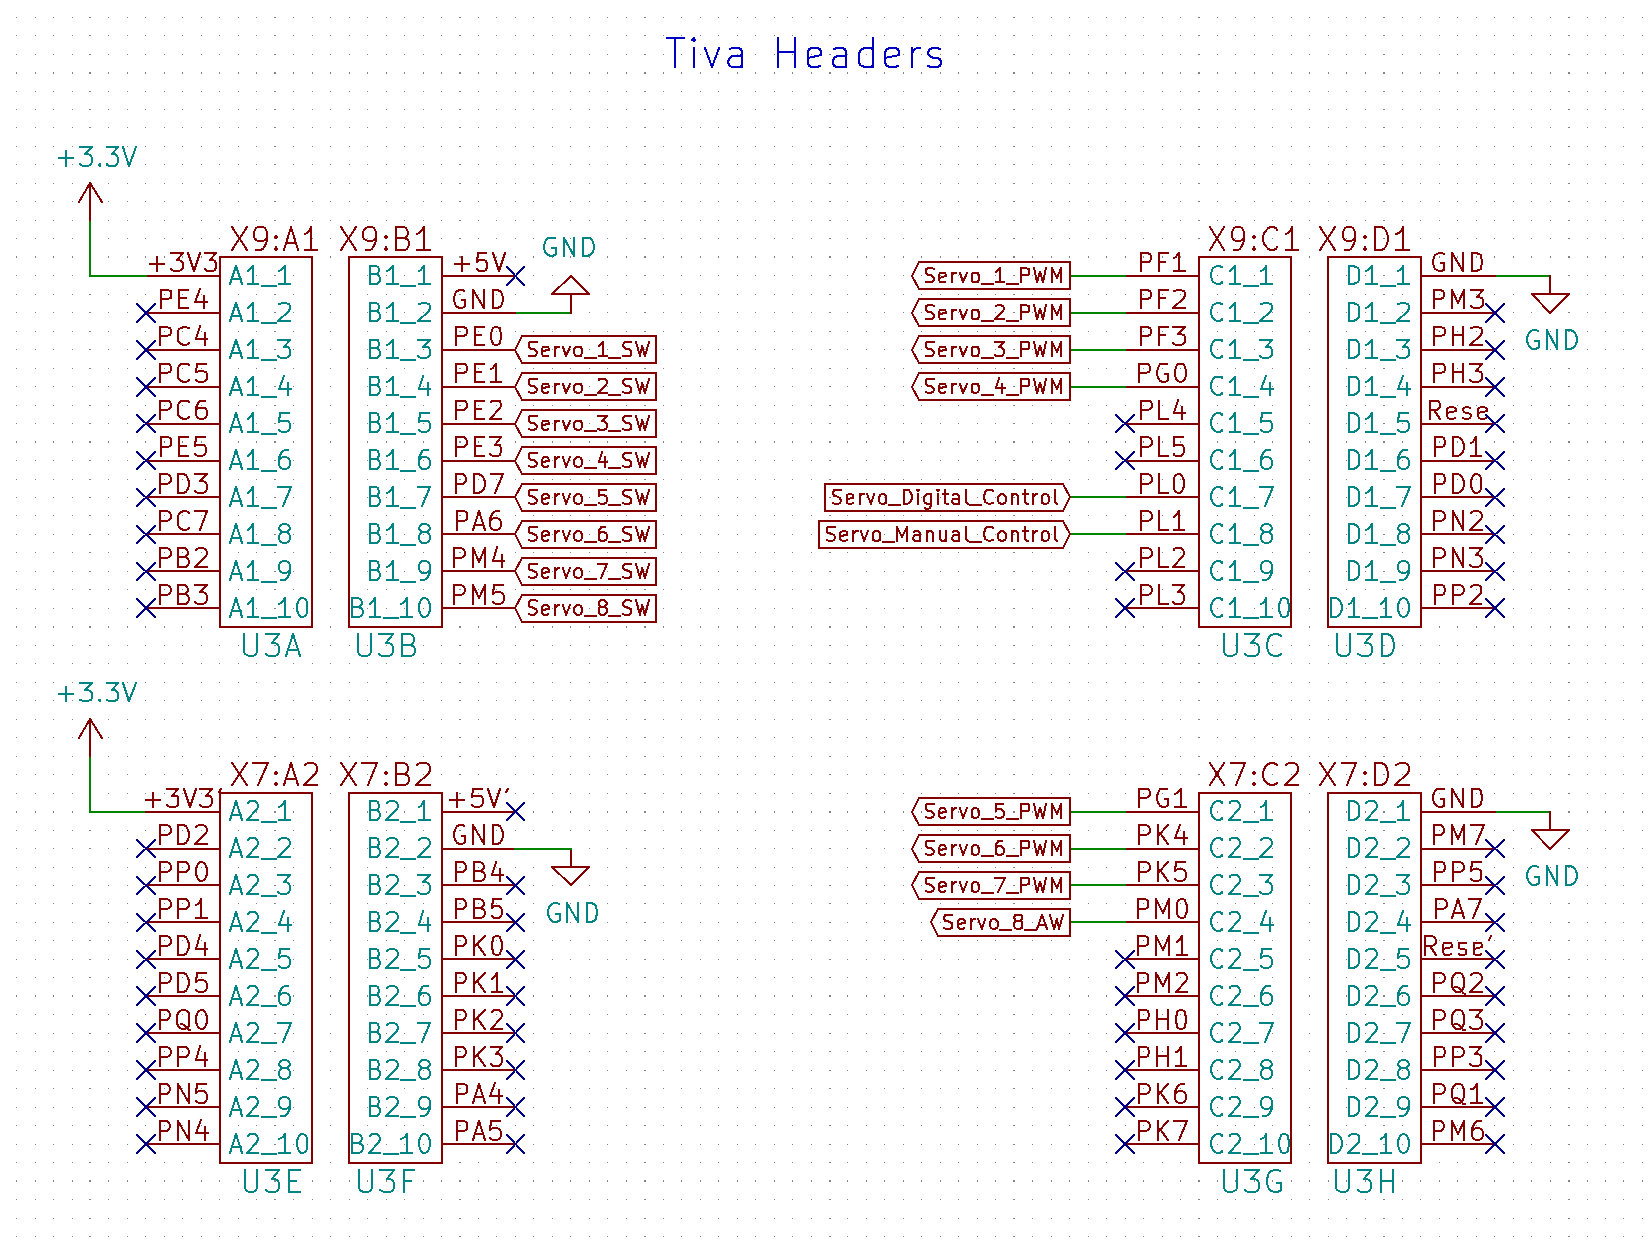 Tiva Headers
+3.3V
X9:A1
+3V3 A1_1
PE4 A1_2
PC4 A1_3
PC5 A1_4
PC6 A1_5
PE5 A1_6
PD3 A1_7
PC7 A1_8
PB2 A1_9
PB3 A1_10
U3A
X9:B1
GND
B1_1 +5V
B1_2 GND
B1_3 PE0 Servo_1_SW
B1_4 PE1 Servo_2_SW
B1_5 PE2 Servo_3_SW
B1_6 PE3 Servo_4_SW
B1_7 PD7 Servo_5_SW
B1_8 PA6 Servo_6_SW
B1_9 PM4 Servo_7_SW
B1_10 PM5 Servo_8_SW
U3B
X9:C1
Servo_1_PWM PF1 C1_1
Servo_2_PWM PF2 C1_2
Servo_3_PWM PF3 C1_3
Servo_4_PWM PG0 C1_4
PL4 C1_5
PL5 C1_6
Servo_Digital_Control PL0 C1_7
Servo_Manual_Control PL1 C1_8
PL2 C1_9
PL3 C1_10
U3C
X9:D1
D1_1 GND
D1_2 PM3
D1_3 PH2 GND
D1_4 PH3
D1_5 Rese
D1_6 PD1
D1_7 PD0
D1_8 PN2
D1_9 PN3
D1_10 PP2
U3D
+3.3V
X7:A2
+3V3' A2_1
PD2 A2_2
PP0 A2_3
PP1 A2_4
PD4 A2_5
PD5 A2_6
PQ0 A2_7
PP4 A2_8
PN5 A2_9
PN4 A2_10
U3E
X7:B2
B2_1 +5V'
B2_2 GND
B2_3 PB4
B2_4 PB5 GND
B2_5 PK0
B2_6 PK1
B2_7 PK2
B2_8 PK3
B2_9 PA4
B2_10 PA5
U3F
X7:C2
Servo_5_PWM PG1 C2_1
Servo_6_PWM PK4 C2_2
Servo_7_PWM PK5 C2_3
Servo_8_AW PM0 C2_4
PM1 C2_5
PM2 C2_6
PH0 C2_7
PH1 C2_8
PK6 C2_9
PK7 C2_10
U3G
X7:D2
D2_1 GND
D2_2 PM7
D2_3 PP5 GND
D2_4 PA7
D2_5 Rese'
D2_6 PQ2
D2_7 PQ3
D2_8 PP3
D2_9 PQ1
D2_10 PM6
U3H